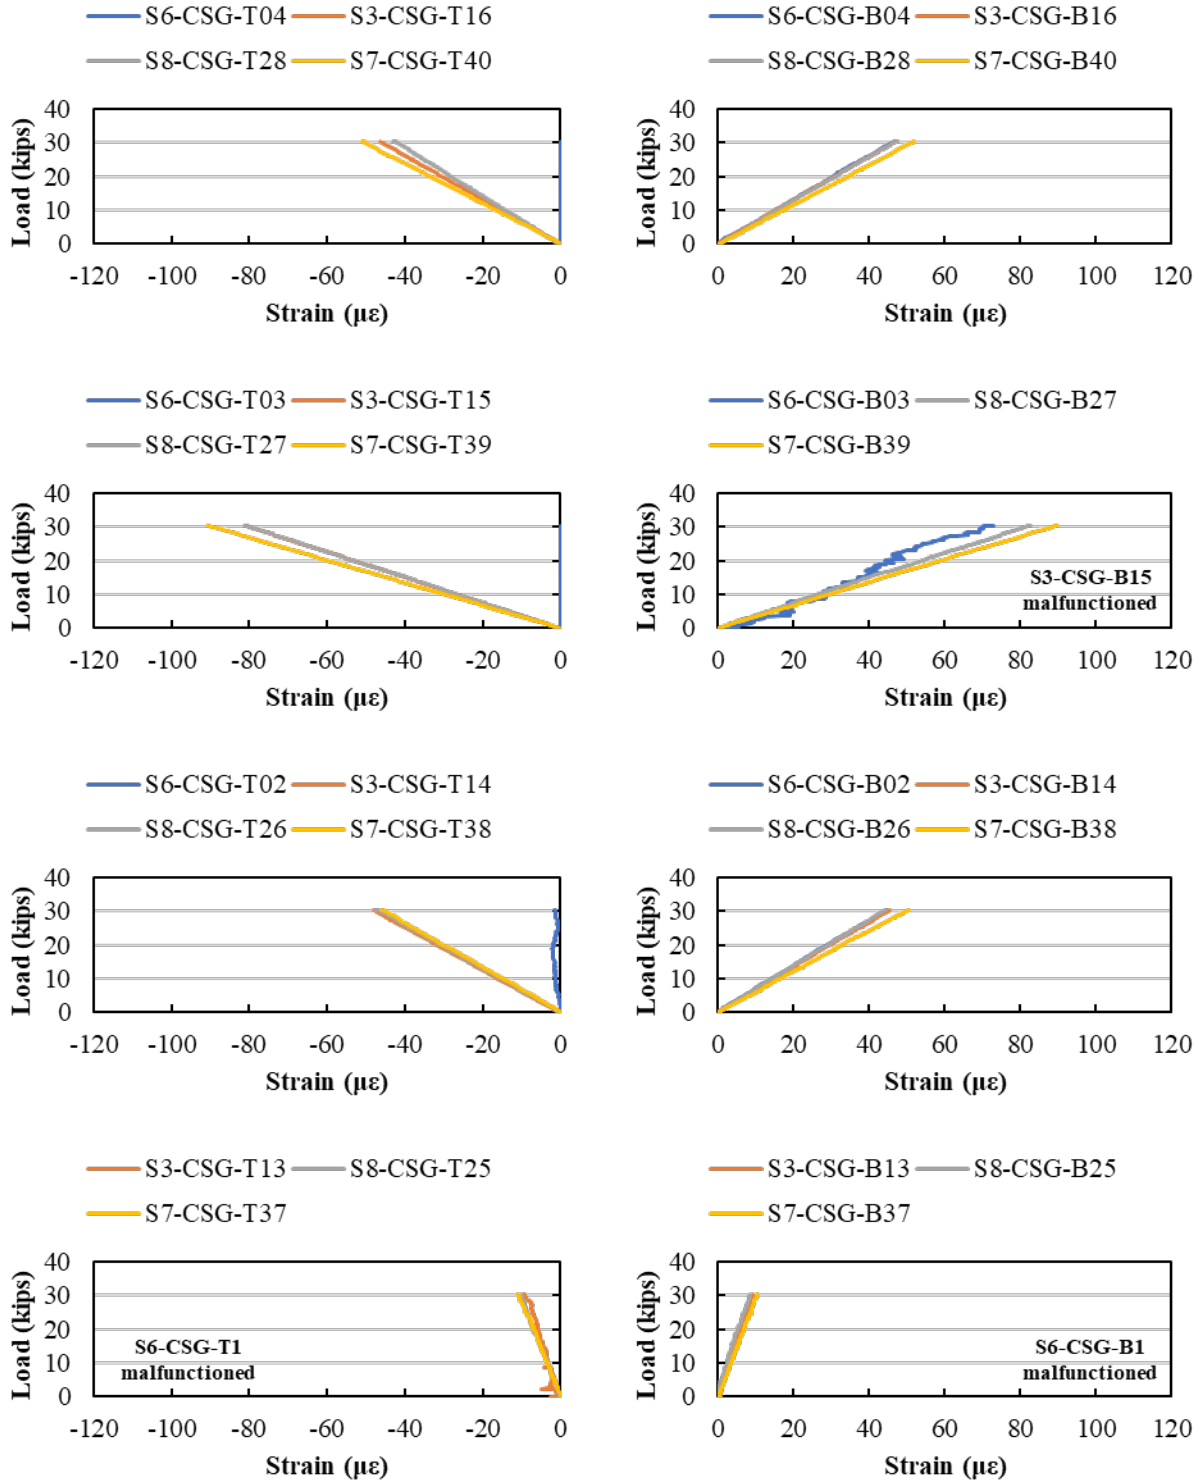 S6-CSG-T04 S3-CSG-T16
S8-CSG-T28 S7-CSG-T40
40
30
20
10
0
Load (kips)
-120 -100 -80 -60 -40 -20 0
Strain (µε)
S6-CSG-B04 S3-CSG-B16
S8-CSG-B28 S7-CSG-B40
40
30
20
10
0
Load (kips)
0 20 40 60 80 100 120
Strain (µε)
S6-CSG-T03 S3-CSG-T15
S8-CSG-T27 S7-CSG-T39
40
30
20
10
0
Load (kips)
-120 -100 -80 -60 -40 -20 0
Strain (µε)
S6-CSG-B03 S8-CSG-B27
S7-CSG-B39
40
30
20
10
0
Load (kips)
S3-CSG-B15
malfunctioned
0 20 40 60 80 100 120
Strain (µε)
S6-CSG-T02 S3-CSG-T14
S8-CSG-T26 S7-CSG-T38
40
30
20
10
0
Load (kips)
-120 -100 -80 -60 -40 -20 0
Strain (µε)
S6-CSG-B02 S3-CSG-B14
S8-CSG-B26 S7-CSG-B38
40
30
20
10
0
Load (kips)
0 20 40 60 80 100 120
Strain (µε)
S3-CSG-T13 S8-CSG-T25
S7-CSG-T37
40
30
20
10
0
Load (kips)
S6-CSG-T1
malfunctioned
-120 -100 -80 -60 -40 -20 0
Strain (µε)
S3-CSG-B13 S8-CSG-B25
S7-CSG-B37
40
30
20
10
0
Load (kips)
S6-CSG-B1
malfunctioned
0 20 40 60 80 100 120
Strain (µε)